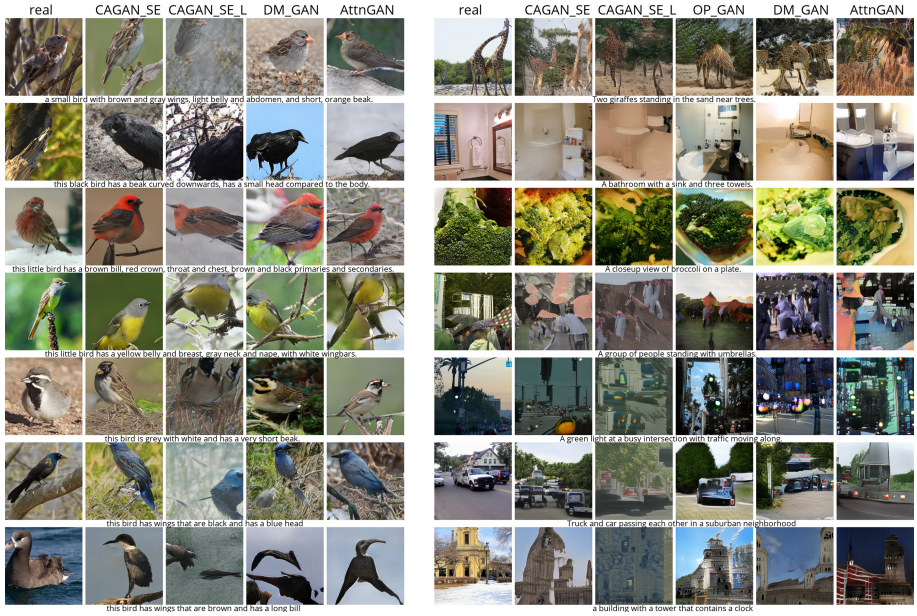 real CAGAN_SE CAGAN_SE_L DM_GAN AttnGAN
a small bird with brown and gray wings, light belly and abdomen, and short, orange beak.
this black bird has a beak curved downwards, has a small head compared to the body.
this little bird has a brown bill, red crown, throat and chest, brown and black primaries and secondaries.
this little bird has a yellow belly and breast, gray neck and nape, with white wingbars.
this bird is grey with white and has a very short beak.
this bird has wings that are black and has a blue head
this bird has wings that are brown and has a long bill
real CAGAN_SE CAGAN_SE_L OP_GAN DM_GAN AttnGAN
Two giraffes standing in the sand near trees.
A bathroom with a sink and three towels.
A closeup view of broccoli on a plate.
A group of people standing with umbrellas.
A green light at a busy intersection with traffic moving along.
Truck and car passing each other in a suburban neighborhood
a building with a tower that contains a clock